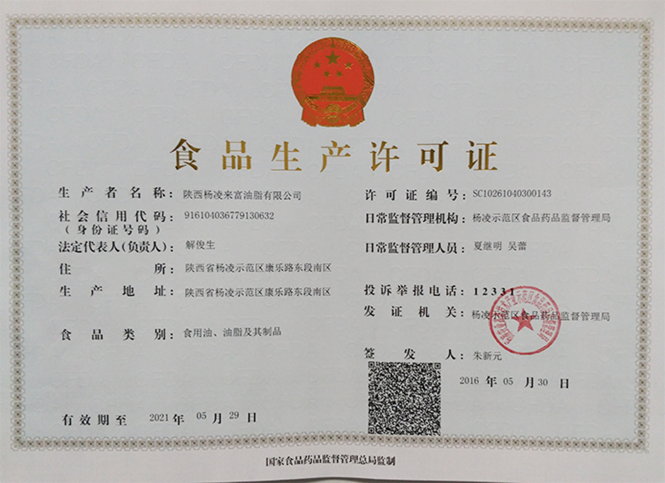 食品生产许可证
生产者名称：陕西杨凌来富油脂有限公司
社会信用代码：916104036779130632
(身份证号码)
法定代表人(负责人)：解俊生
住所：陕西省杨凌示范区康乐路东段南区
生产地址：陕西省杨凌示范区康乐路东段南区
食品类别：食用油、油脂及其制品
有效期至 2021 年 05 月 29 日
许可证编号：SC10261040300143
日常监督管理机构：杨凌示范区食品药品监督管理局
日常监督管理人员：夏继明 吴蕾
投诉举报电话：12331
发证机关：杨凌示范区食品药品监督管理局
签发人：朱新元
2016 年 05 月 30 日
国家食品药品监督管理总局监制